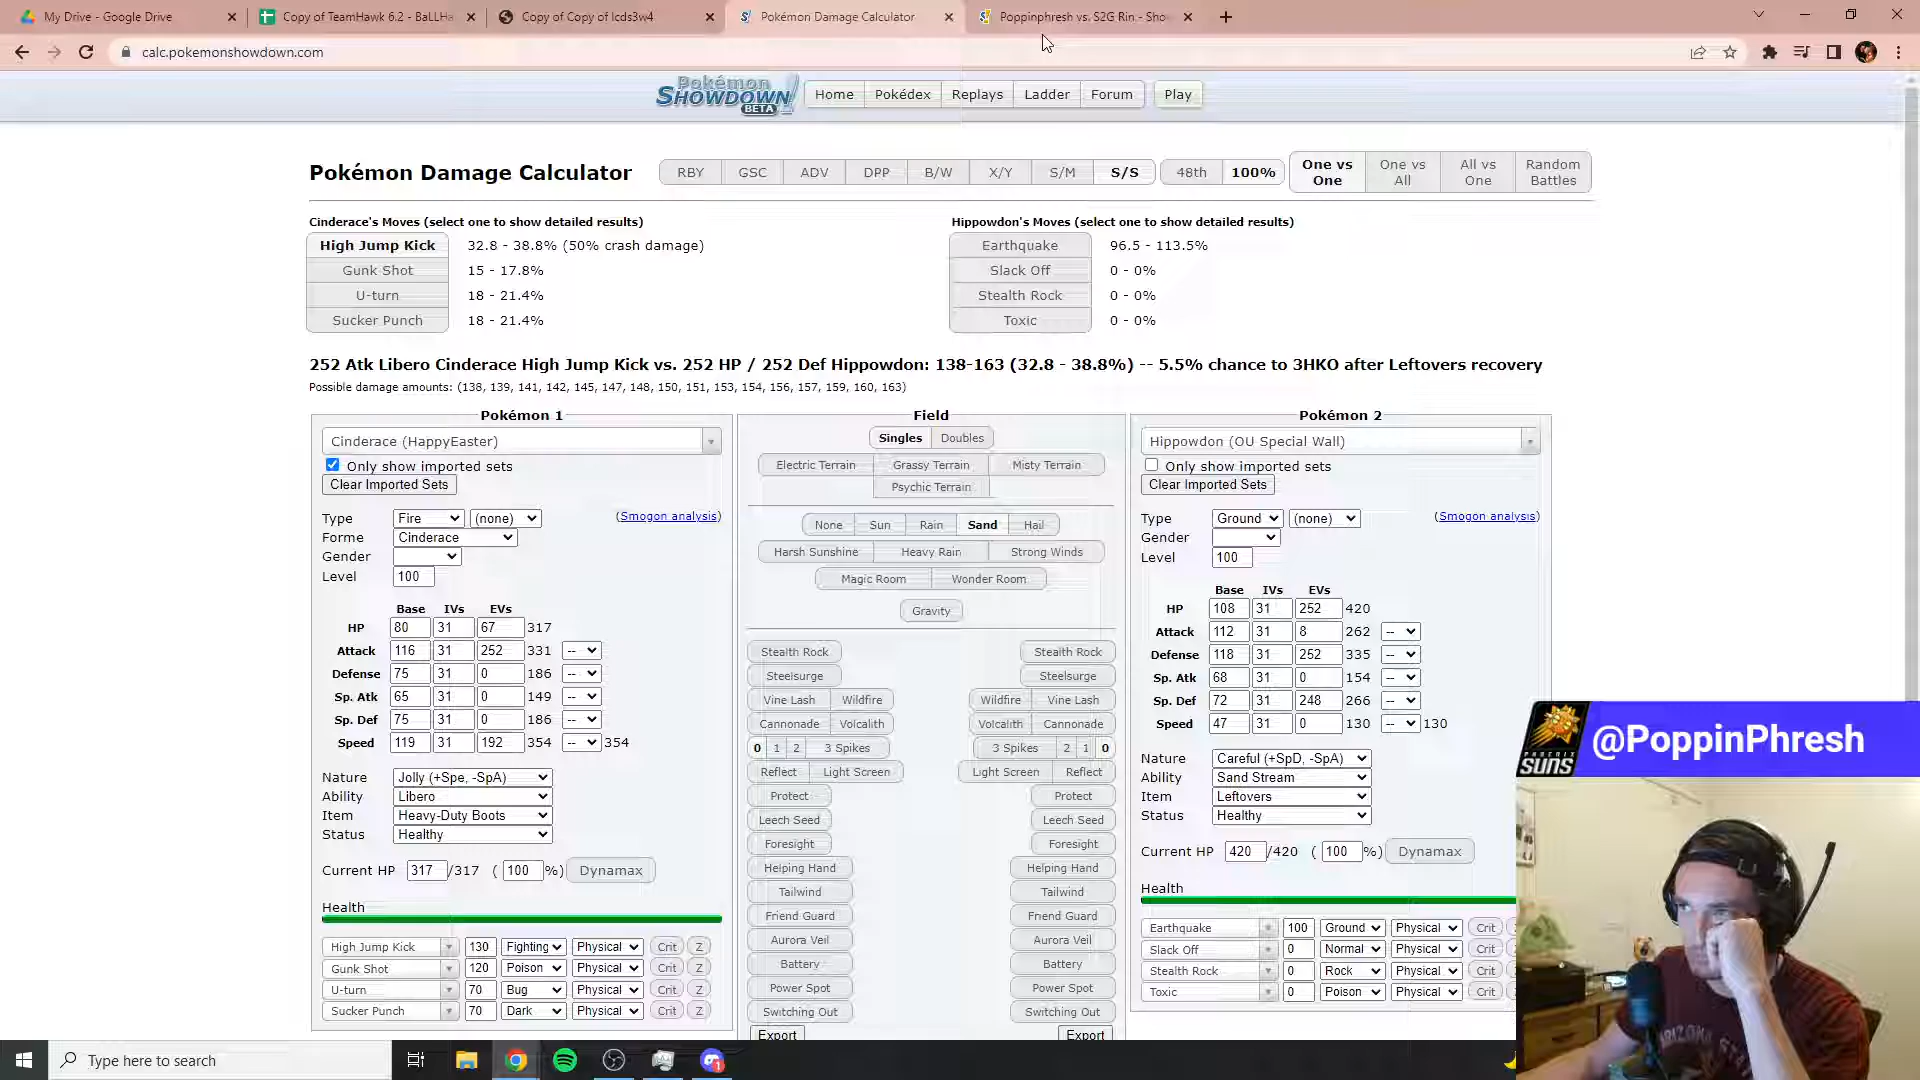 My Drive - Google Drive
Copy of TeamHawk 6.2 - BaLLHa
Copy of Copy of lcds3w4
Pokémon Damage Calculator
Poppinphresh vs. S2G Rin - Sho
calc.pokemonshowdown.com
Pokémon
SHOWDOWN
BETA
Home
Pokédex
Replays
Ladder
Forum
Play
Pokémon Damage Calculator
RBY GSC ADV DPP B/W X/Y S/M S/S
48th 100%
One vs One
One vs All
All vs One
Random Battles
Cinderace's Moves (select one to show detailed results)
High Jump Kick 32.8 - 38.8% (50% crash damage)
Gunk Shot 15 - 17.8%
U-turn 18 - 21.4%
Sucker Punch 18 - 21.4%
Hippowdon's Moves (select one to show detailed results)
Earthquake 96.5 - 113.5%
Slack Off 0 - 0%
Stealth Rock 0 - 0%
Toxic 0 - 0%
252 Atk Libero Cinderace High Jump Kick vs. 252 HP / 252 Def Hippowdon: 138-163 (32.8 - 38.8%) -- 5.5% chance to 3HKO after Leftovers recovery
Possible damage amounts: (138, 139, 141, 142, 145, 147, 148, 150, 151, 153, 154, 156, 157, 159, 160, 163)
Pokémon 1
Cinderace (HappyEaster)
Only show imported sets
Clear Imported Sets
Type Fire (none) (Smogon analysis)
Forme Cinderace
Gender
Level 100
Base IVs EVs
HP 80 31 67 317
Attack 116 31 252 331 --
Defense 75 31 0 186 --
Sp. Atk 65 31 0 149 --
Sp. Def 75 31 0 186 --
Speed 119 31 192 354 -- 354
Nature Jolly (+Spe, -SpA)
Ability Libero
Item Heavy-Duty Boots
Status Healthy
Current HP 317 /317 ( 100 %) Dynamax
Health
High Jump Kick 130 Fighting Physical Crit Z
Gunk Shot 120 Poison Physical Crit Z
U-turn 70 Bug Physical Crit Z
Sucker Punch 70 Dark Physical Crit Z
Field
Singles Doubles
Electric Terrain Grassy Terrain Misty Terrain
Psychic Terrain
None Sun Rain Sand Hail
Harsh Sunshine Heavy Rain Strong Winds
Magic Room Wonder Room
Gravity
Stealth Rock Stealth Rock
Steelsurge Steelsurge
Vine Lash Wildfire Wildfire Vine Lash
Cannonade Volcalith Volcalith Cannonade
0 1 2 3 Spikes 3 Spikes 2 1 0
Reflect Light Screen Light Screen Reflect
Protect Protect
Leech Seed Leech Seed
Foresight Foresight
Helping Hand Helping Hand
Tailwind Tailwind
Friend Guard Friend Guard
Aurora Veil Aurora Veil
Battery Battery
Power Spot Power Spot
Switching Out Switching Out
Export Export
Pokémon 2
Hippowdon (OU Special Wall)
Only show imported sets
Clear Imported Sets
Type Ground (none) (Smogon analysis)
Gender
Level 100
Base IVs EVs
HP 108 31 252 420
Attack 112 31 8 262 --
Defense 118 31 252 335 --
Sp. Atk 68 31 0 154 --
Sp. Def 72 31 248 266 --
Speed 47 31 0 130 -- 130
Nature Careful (+SpD, -SpA)
Ability Sand Stream
Item Leftovers
Status Healthy
Current HP 420 /420 ( 100 %) Dynamax
Health
Earthquake 100 Ground Physical Crit
Slack Off 0 Normal Physical Crit
Stealth Rock 0 Rock Physical Crit
Toxic 0 Poison Physical Crit
PHOENIX
SUNS
@PoppinPhresh
ARIZONA
Type here to search
1